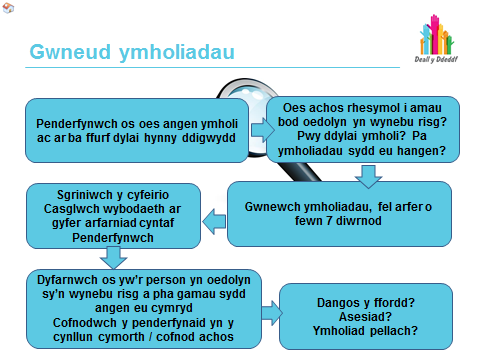 Gwneud ymholiadau
Deall y Ddeddf
Penderfynwch os oes angen ymholi
ac ar ba ffurf dylai hynny ddigwydd
Oes achos rhesymol i amau
bod oedolyn yn wynebu risg?
Pwy ddylai ymholi? Pa
ymholiadau sydd eu hangen?
Gwnewch ymholiadau, fel arfer o
fewn 7 diwrnod
Sgriniwch y cyfeirio
Casglwch wybodaeth ar
gyfer arfarniad cyntaf
Penderfynwch
Dyfarnwch os yw'r person yn oedolyn
sy'n wynebu risg a pha gamau sydd
angen eu cymryd
Cofnodwch y penderfynaid yn y
cynllun cymorth / cofnod achos
Dangos y ffordd?
Asesiad?
Ymholiad pellach?